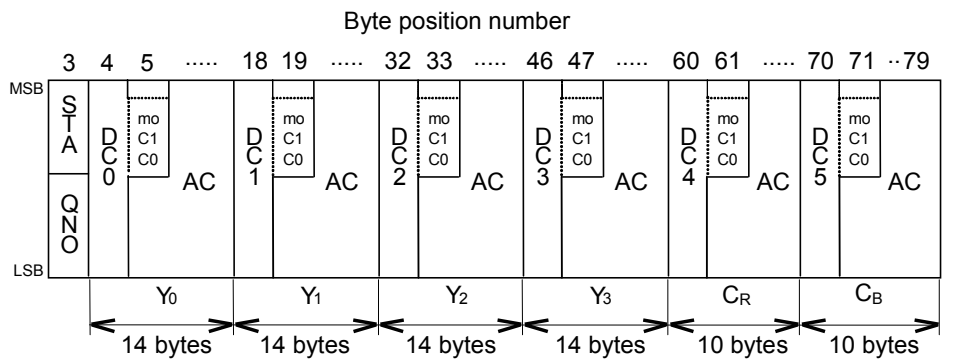 Byte position number
3 4 5 ..... 18 19 ..... 32 33 ..... 46 47 ..... 60 61 ..... 70 71 ..79
MSB
STA
QNO
LSB
DC0
mo
C1
C0
AC
DC1
mo
C1
C0
AC
DC2
mo
C1
C0
AC
DC3
mo
C1
C0
AC
DC4
mo
C1
C0
AC
DC5
mo
C1
C0
AC
Y0 Y1 Y2 Y3 CR CB
14 bytes 14 bytes 14 bytes 14 bytes 10 bytes 10 bytes